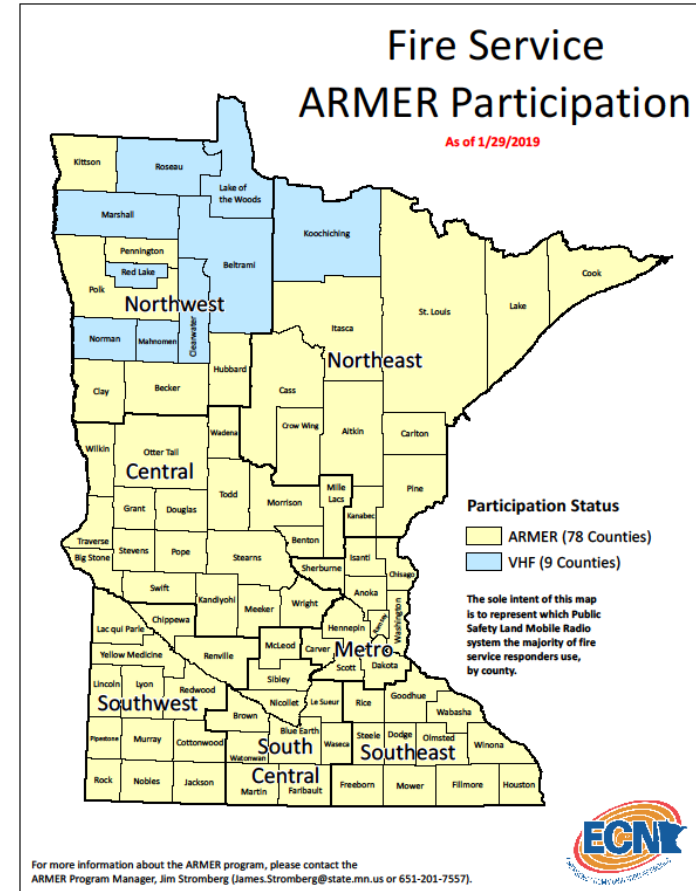 Fire Service
ARMER Participation
As of 1/29/2019
Kittson
Roseau
Lake of
the Woods
Marshall
Koochiching
Pennington
Beltrami
Red Lake
Polk
Northwest
Clearwater
Norman
Mahnomen
Cook
Lake
St. Louis
Itasca
Northeast
Hubbard
Cass
Clay
Becker
Wadena
Crow Wing
Aitkin
Carlton
Wilkin
Otter Tail
Central
Pine
Mille
Lacs
Todd
Morrison
Grant
Douglas
Kanabec
Participation Status
ARMER (78 Counties)
VHF (9 Counties)
Traverse
Big Stone
Stevens
Pope
Stearns
Benton
Sherburne
Isanti
Chisago
Swift
Kandiyohi
Meeker
Wright
Anoka
Hennepin
Ramsey
Washington
The sole intent of this map
is to represent which Public
Safety Land Mobile Radio
system the majority of fire
service responders use,
by county.
Lac qui Parle
Chippewa
Yellow Medicine
Renville
McLeod
Carver
Metro
Scott
Dakota
Sibley
Lincoln
Lyon
Redwood
Southwest
Nicollet
Le Sueur
Rice
Goodhue
Wabasha
Brown
Blue Earth
Waseca
Steele
Dodge
Olmsted
Winona
Pipestone
Murray
Cottonwood
Watonwan
South
Central
Southeast
Rock
Nobles
Jackson
Martin
Faribault
Freeborn
Mower
Fillmore
Houston
ECN
For more information about the ARMER program, please contact the
ARMER Program Manager, Jim Stromberg (James.Stromberg@state.mn.us or 651-201-7557).